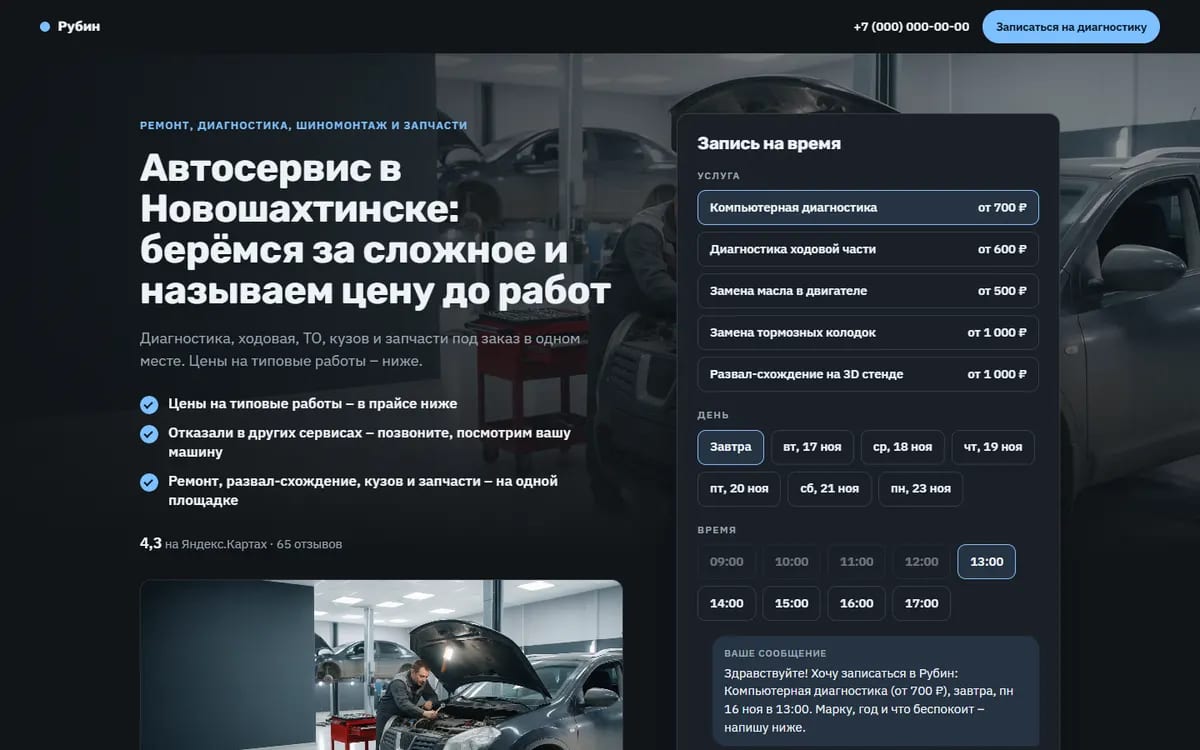 Рубин
+7 (000) 000-00-00
Записаться на диагностику
РЕМОНТ, ДИАГНОСТИКА, ШИНОМОНТАЖ И ЗАПЧАСТИ
Автосервис в
Новошахтинске:
берёмся за сложное и
называем цену до работ
Диагностика, ходовая, ТО, кузов и запчасти под заказ в одном
месте. Цены на типовые работы – ниже.
Цены на типовые работы – в прайсе ниже
Отказали в других сервисах – позвоните, посмотрим вашу
машину
Ремонт, развал-схождение, кузов и запчасти – на одной
площадке
4,3 на Яндекс.Картах · 65 отзывов
Запись на время
УСЛУГА
Компьютерная диагностика от 700 ₽
Диагностика ходовой части от 600 ₽
Замена масла в двигателе от 500 ₽
Замена тормозных колодок от 1 000 ₽
Развал-схождение на 3D стенде от 1 000 ₽
ДЕНЬ
Завтра вт, 17 ноя ср, 18 ноя чт, 19 ноя
пт, 20 ноя сб, 21 ноя пн, 23 ноя
ВРЕМЯ
09:00 10:00 11:00 12:00 13:00
14:00 15:00 16:00 17:00
ВАШЕ СООБЩЕНИЕ
Здравствуйте! Хочу записаться в Рубин:
Компьютерная диагностика (от 700 ₽), завтра, пн
16 ноя в 13:00. Марку, год и что беспокоит –
напишу ниже.